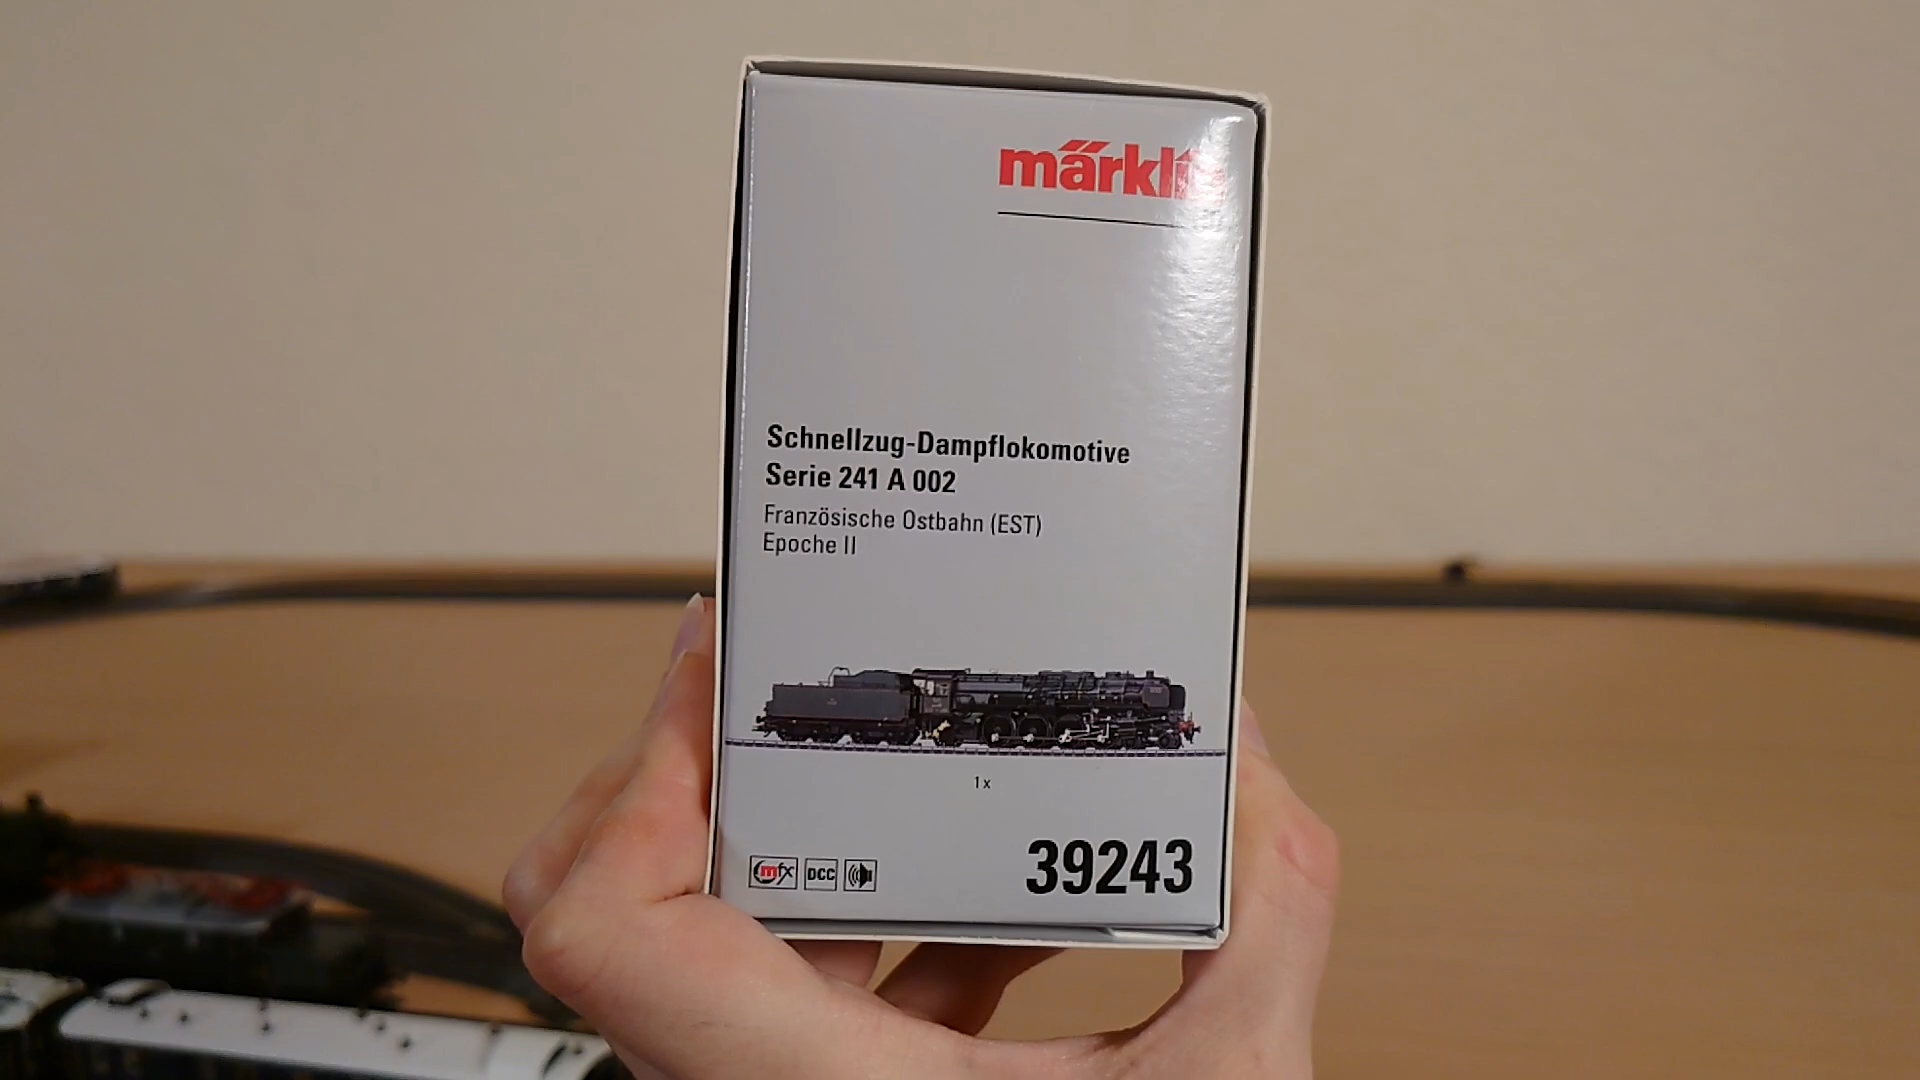 märklin
Schnellzug-Dampflokomotive
Serie 241 A 002
Französische Ostbahn (EST)
Epoche II
1 x
mfx DCC
39243